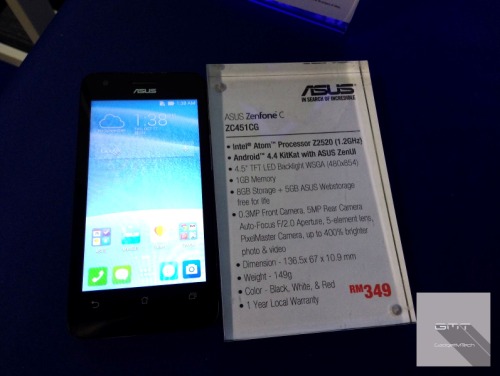 ASUS
1:38 AM
1:38
ASUS
IN SEARCH OF INCREDIBLE
ASUS Zenfone C
ZC451CG
• Intel® Atom™ Processor Z2520 (1.2GHz)
• Android™ 4.4 KitKat with ASUS ZenUI
• 4.5" TFT LED Backlight WSGA (480x854)
• 1GB Memory
• 8GB Storage + 5GB ASUS Webstorage
free for life
• 0.3MP Front Camera, 5MP Rear Camera
Auto-Focus F/2.0 Aperture, 5-element lens,
PixelMaster Camera, up to 400% brighter
photo & video
• Dimension - 136.5x 67 x 10.9 mm
• Weight - 149g
• Color - Black, White, & Red
• 1 Year Local Warranty
RM349
GMT